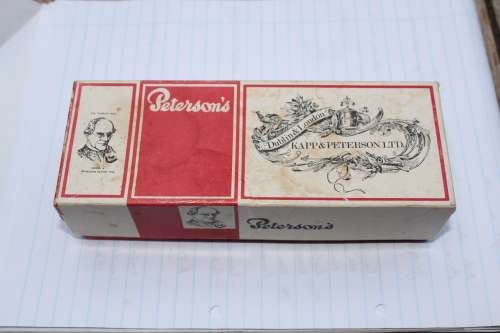 Peterson's
Dublin & London
KAPP & PETERSON LTD.
Peterson's